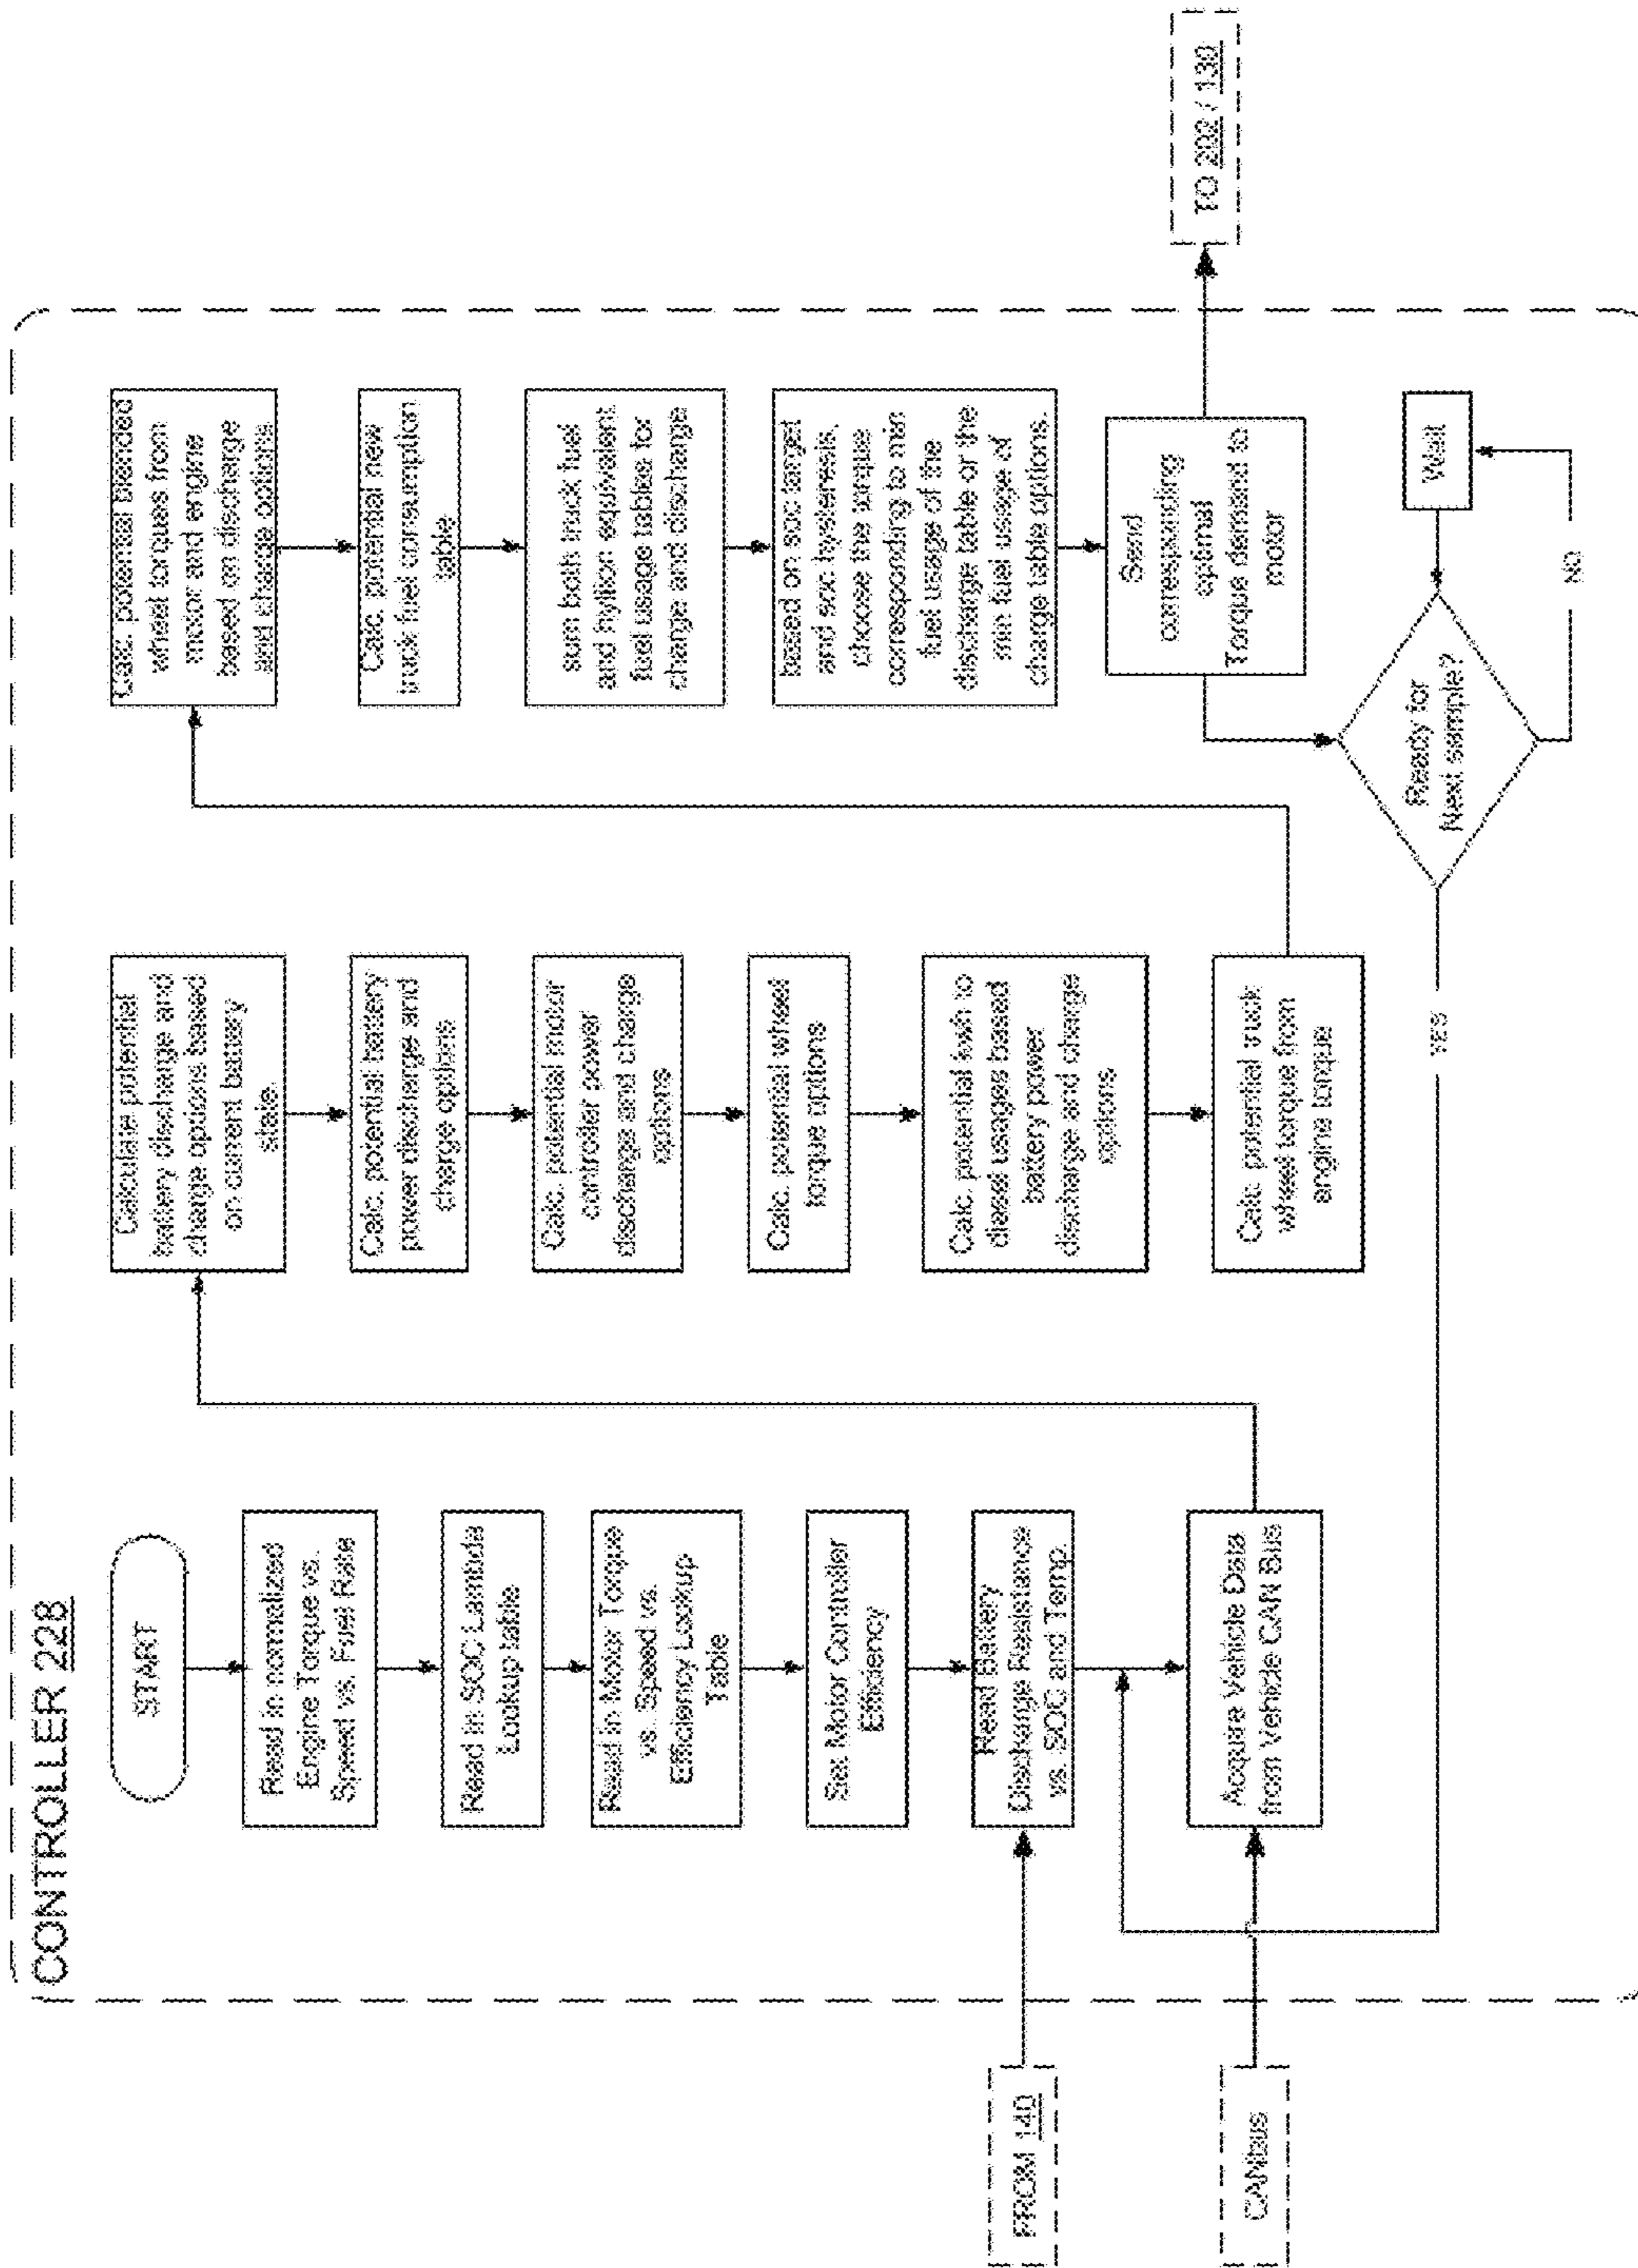 CONTROLLER 228
START
Read in normalized
Engine Torque vs.
Speed vs. Fuel Rate
Read in SOC Lambda
Lookup table
Read in Motor Torque
vs. Speed vs.
Efficiency Lookup
Table
Set Motor Controller
Efficiency
Read Battery
Discharge Resistance
vs. SOC and Temp.
Acquire Vehicle Data
from Vehicle CAN Bus
FROM 140
CANbus
Calculate potential
battery discharge and
charge options based
on current battery
state.
Calc. potential battery
power discharge and
charge options
Calc. potential motor
controller power
discharge and charge
options
Calc. potential wheel
torque options
Calc. potential kwh to
diesel usages based
battery power
discharge and charge
options
Calc. potential truck
wheel torque from
engine torque
Calc. potential blended
wheel torques from
motor and engine
based on discharge
and charge options.
Calc. potential new
truck fuel consumption
table
sum both truck fuel
and hyliion equivalent
fuel usage tables for
charge and discharge
based on soc target
and soc hysteresis,
choose the torque
corresponding to min
fuel usage of the
discharge table or the
min fuel usage of
charge table options.
Send
corresponding
optimal
Torque demand to
motor
TO 202 / 130
Ready for
Next sample?
Wait
NO
YES